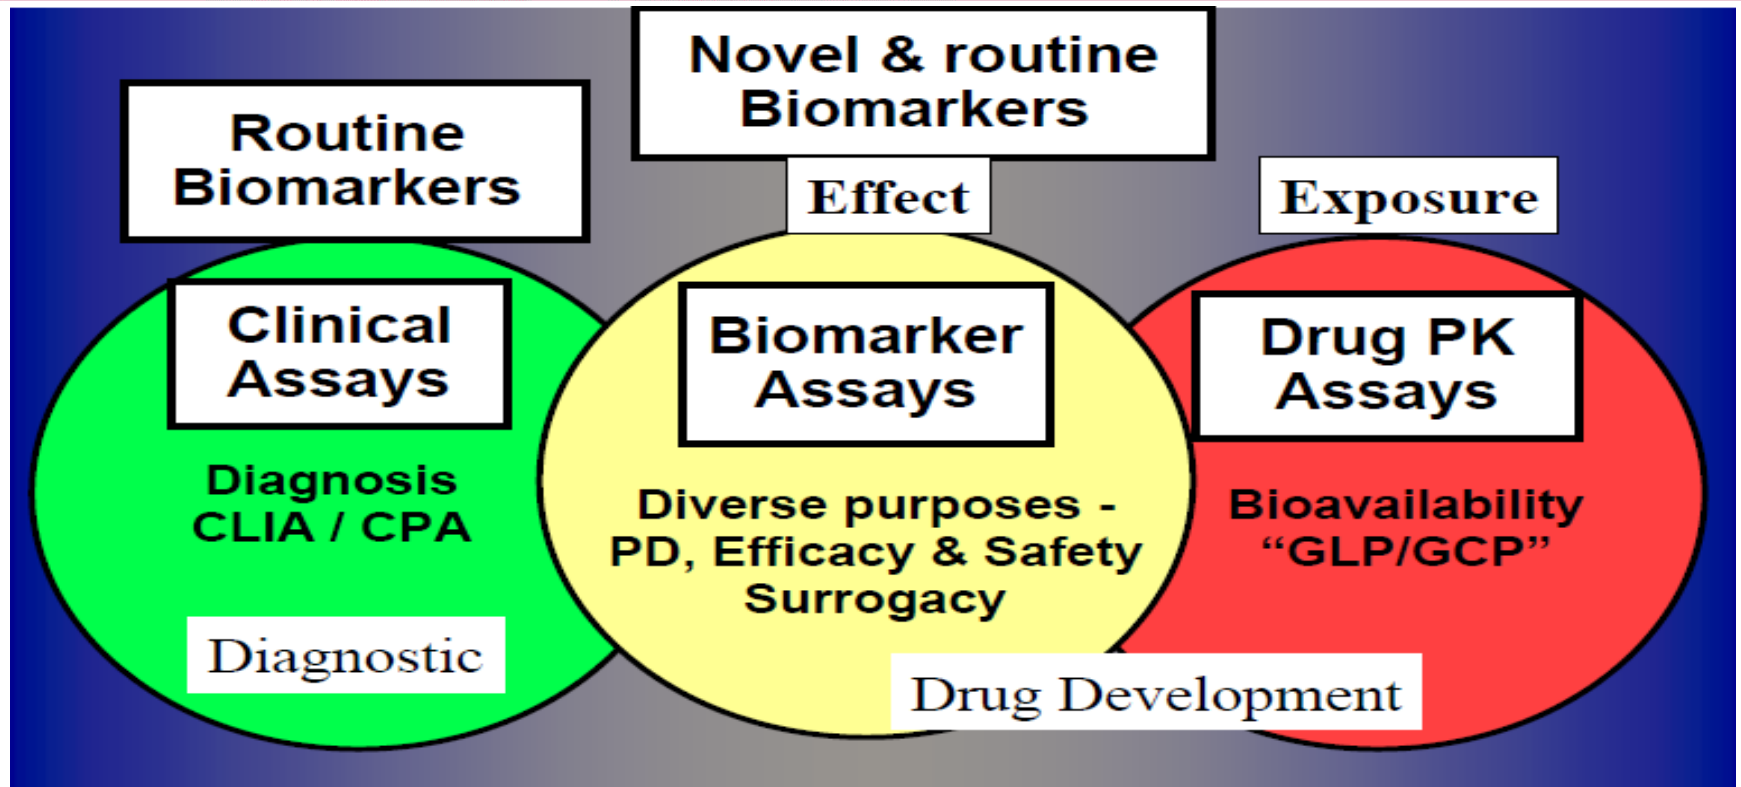 Novel & routine
Biomarkers
Routine
Biomarkers
Effect
Exposure
Clinical
Assays
Biomarker
Assays
Drug PK
Assays
Diagnosis
CLIA / CPA
Diverse purposes -
PD, Efficacy & Safety
Surrogacy
Bioavailability
“GLP/GCP”
Diagnostic
Drug Development